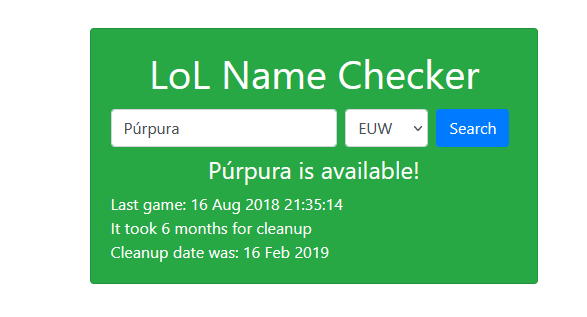 LoL Name Checker
Púrpura EUW Search
Púrpura is available!
Last game: 16 Aug 2018 21:35:14
It took 6 months for cleanup
Cleanup date was: 16 Feb 2019